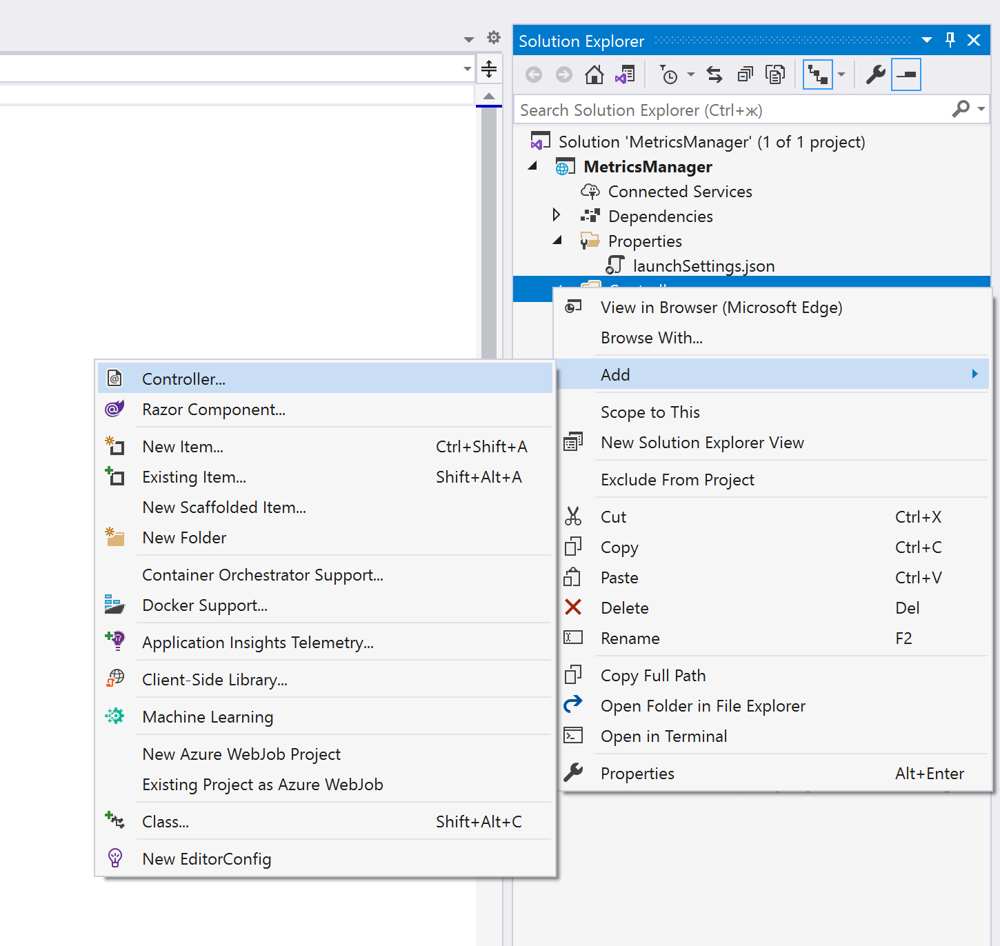 Solution Explorer
Search Solution Explorer (Ctrl+ж)
Solution 'MetricsManager' (1 of 1 project)
MetricsManager
Connected Services
Dependencies
Properties
launchSettings.json
View in Browser (Microsoft Edge)
Browse With...
Add
Scope to This
New Solution Explorer View
Exclude From Project
Cut Ctrl+X
Copy Ctrl+C
Paste Ctrl+V
Delete Del
Rename F2
Copy Full Path
Open Folder in File Explorer
Open in Terminal
Properties Alt+Enter
Controller...
Razor Component...
New Item... Ctrl+Shift+A
Existing Item... Shift+Alt+A
New Scaffolded Item...
New Folder
Container Orchestrator Support...
Docker Support...
Application Insights Telemetry...
Client-Side Library...
Machine Learning
New Azure WebJob Project
Existing Project as Azure WebJob
Class... Shift+Alt+C
New EditorConfig